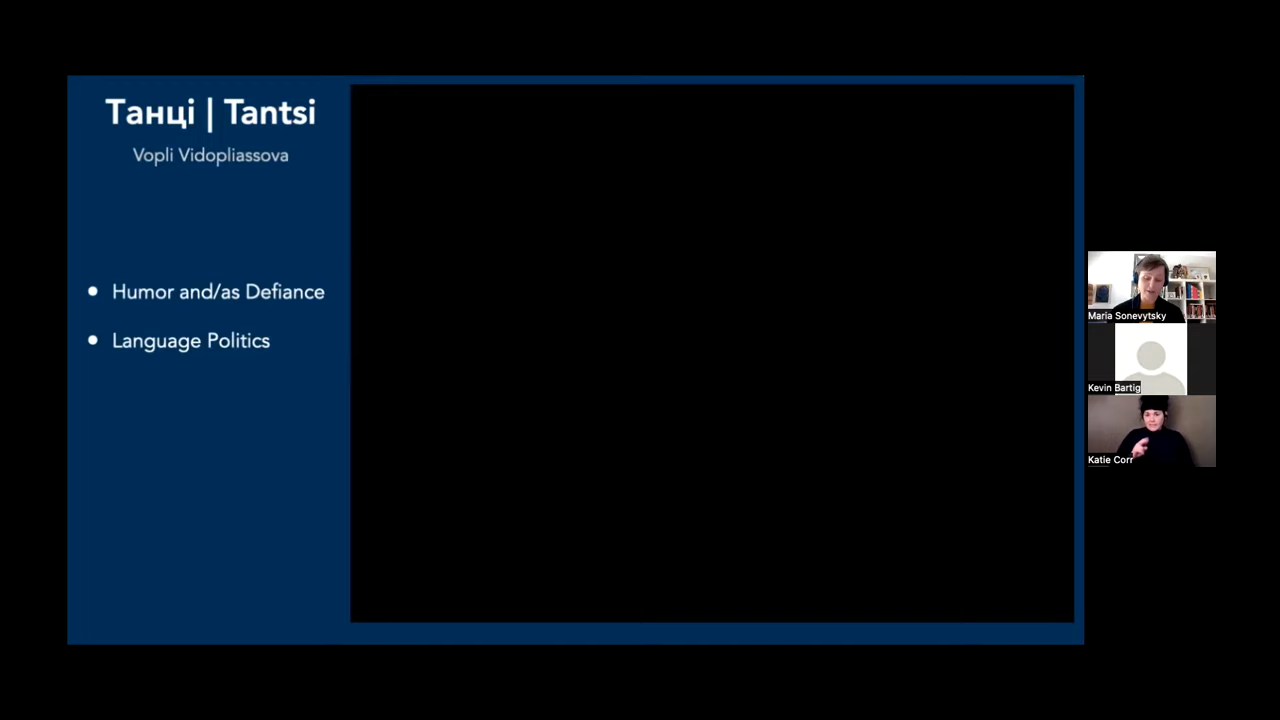 Танці | Tantsi
Vopli Vidopliassova
• Humor and/as Defiance
• Language Politics
Maria Sonevytsky
Kevin Bartig
Katie Corr